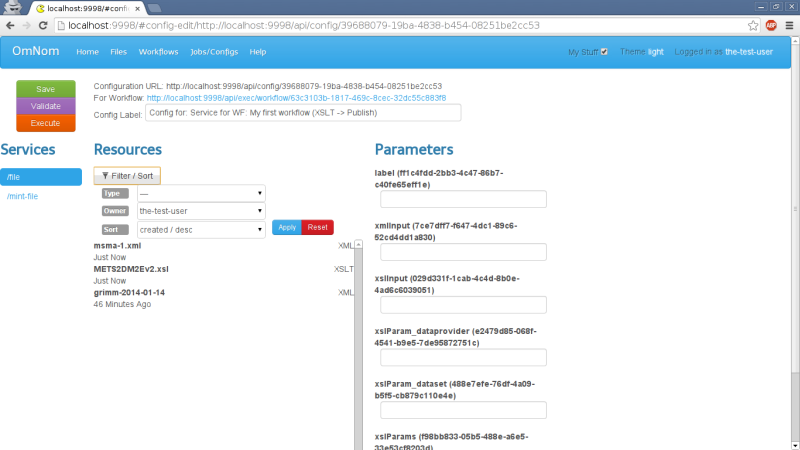 localhost:9998/#config-
localhost:9998/#config-edit/http://localhost:9998/api/config/39688079-19ba-4838-b454-08251be2cc53
ABP
OmNom Home Files Workflows Jobs/Configs Help My Stuff Theme light Logged in as the-test-user
Save
Validate
Execute
Configuration URL: http://localhost:9998/api/config/39688079-19ba-4838-b454-08251be2cc53
For Workflow: http://localhost:9998/api/exec/workflow/63c3103b-1817-469c-8cec-32dc55c883f8
Config Label: Config for: Service for WF: My first workflow (XSLT -> Publish)
Services
/file
/mint-file
Resources
Filter / Sort
Type —
Owner the-test-user
Sort created / desc Apply Reset
msma-1.xml XML
Just Now
METS2DM2Ev2.xsl XSLT
Just Now
grimm-2014-01-14 XML
46 Minutes Ago
Parameters
label (ff1c4fdd-2bb3-4c47-86b7-
c40fe65eff1e)
xmlInput (7ce7dff7-f647-4dc1-89c6-
52cd4dd1a830)
xslInput (029d331f-1cab-4c4d-8b0e-
4ad6c6039051)
xslParam_dataprovider (e2479d85-068f-
4541-b9e5-7de95872751c)
xslParam_dataset (488e7efe-76df-4a09-
b5f5-cb879c110e4e)
xslParams (f98bb833-05b5-488e-a6e5-
33e53cf8203d)